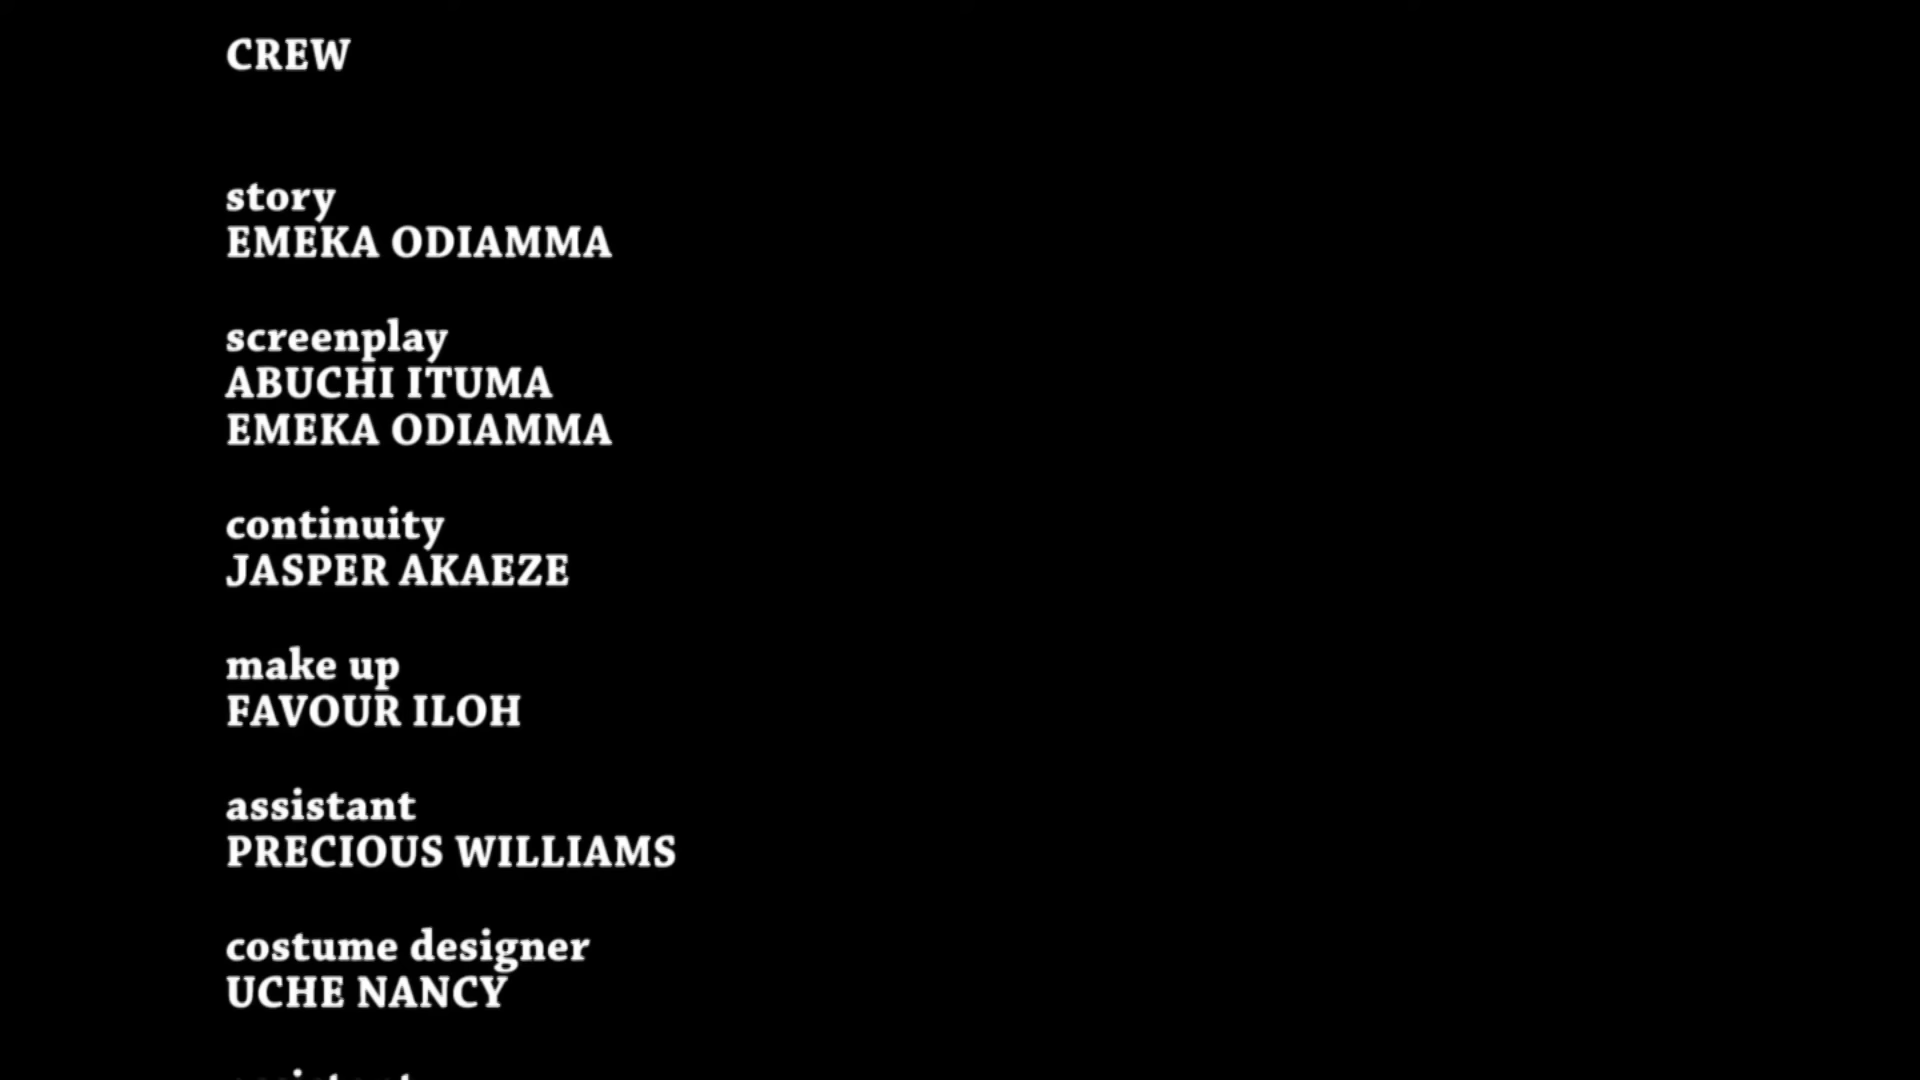 CREW
story
EMEKA ODIAMMA
screenplay
ABUCHI ITUMA
EMEKA ODIAMMA
continuity
JASPER AKAEZE
make up
FAVOUR ILOH
assistant
PRECIOUS WILLIAMS
costume designer
UCHE NANCY